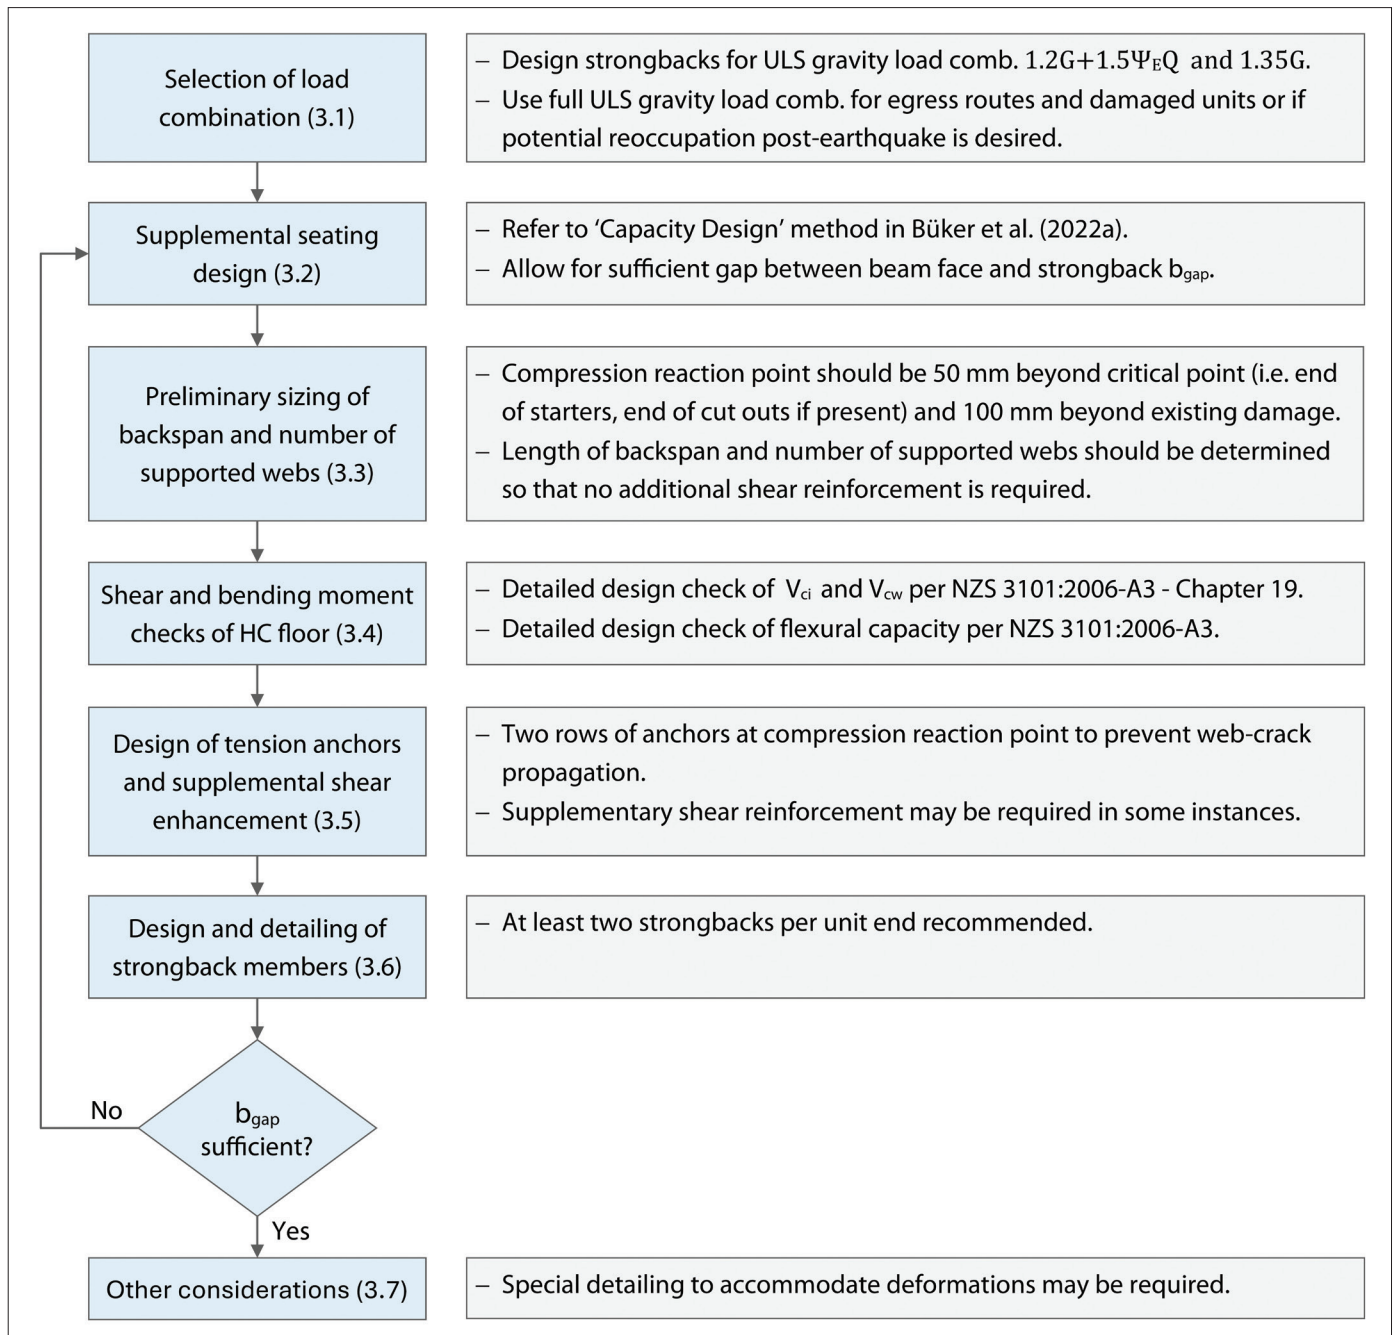 Selection of load
combination (3.1)
– Design strongbacks for ULS gravity load comb. 1.2G+1.5Ψ_EQ and 1.35G.
– Use full ULS gravity load comb. for egress routes and damaged units or if
potential reoccupation post-earthquake is desired.
Supplemental seating
design (3.2)
– Refer to ‘Capacity Design’ method in Büker et al. (2022a).
– Allow for sufficient gap between beam face and strongback b_gap.
Preliminary sizing of
backspan and number of
supported webs (3.3)
– Compression reaction point should be 50 mm beyond critical point (i.e. end
of starters, end of cut outs if present) and 100 mm beyond existing damage.
– Length of backspan and number of supported webs should be determined
so that no additional shear reinforcement is required.
Shear and bending moment
checks of HC floor (3.4)
– Detailed design check of V_ci and V_cw per NZS 3101:2006-A3 - Chapter 19.
– Detailed design check of flexural capacity per NZS 3101:2006-A3.
Design of tension anchors
and supplemental shear
enhancement (3.5)
– Two rows of anchors at compression reaction point to prevent web-crack
propagation.
– Supplementary shear reinforcement may be required in some instances.
Design and detailing of
strongback members (3.6)
– At least two strongbacks per unit end recommended.
No
b_gap
sufficient?
Yes
Other considerations (3.7)
– Special detailing to accommodate deformations may be required.